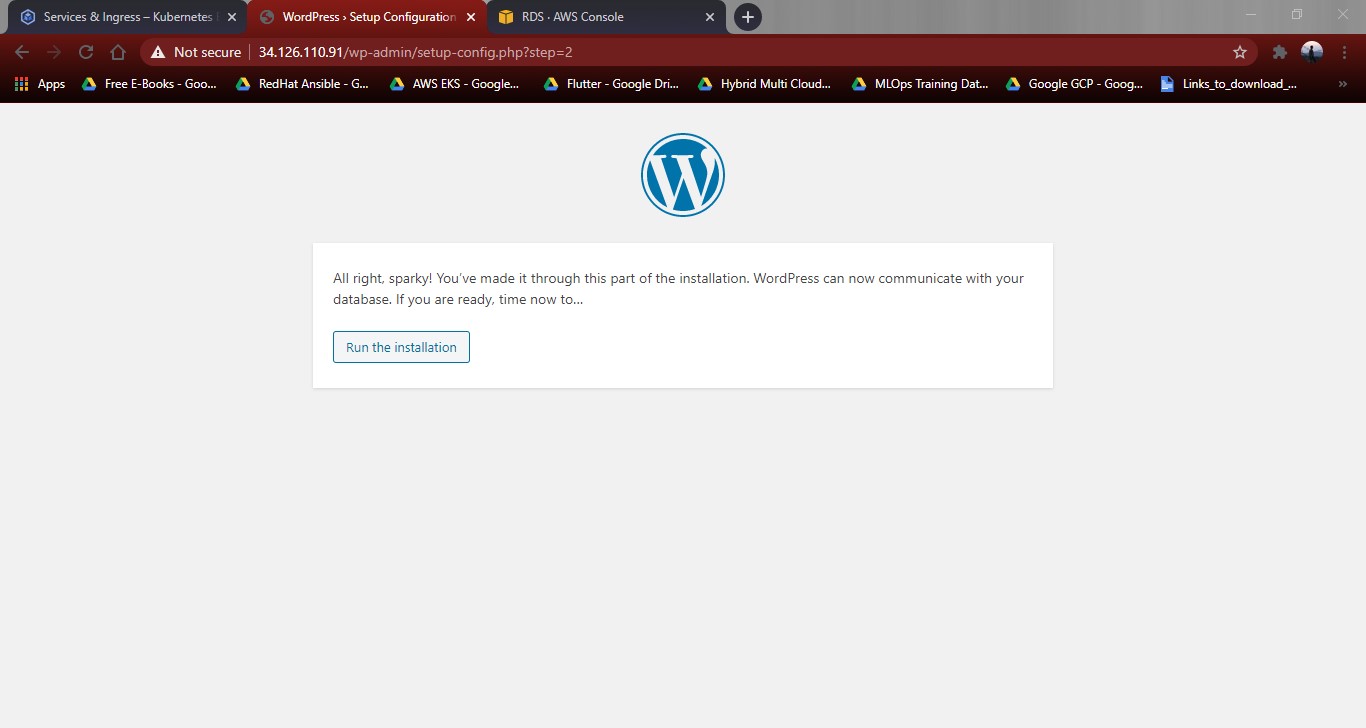 Services & Ingress – Kubernetes
WordPress › Setup Configuration
RDS · AWS Console
Not secure
34.126.110.91/wp-admin/setup-config.php?step=2
Apps
Free E-Books - Goo...
RedHat Ansible - G...
AWS EKS - Google...
Flutter - Google Dri...
Hybrid Multi Cloud...
MLOps Training Dat...
Google GCP - Goog...
Links_to_download_...
»
All right, sparky! You’ve made it through this part of the installation. WordPress can now communicate with your
database. If you are ready, time now to…
Run the installation